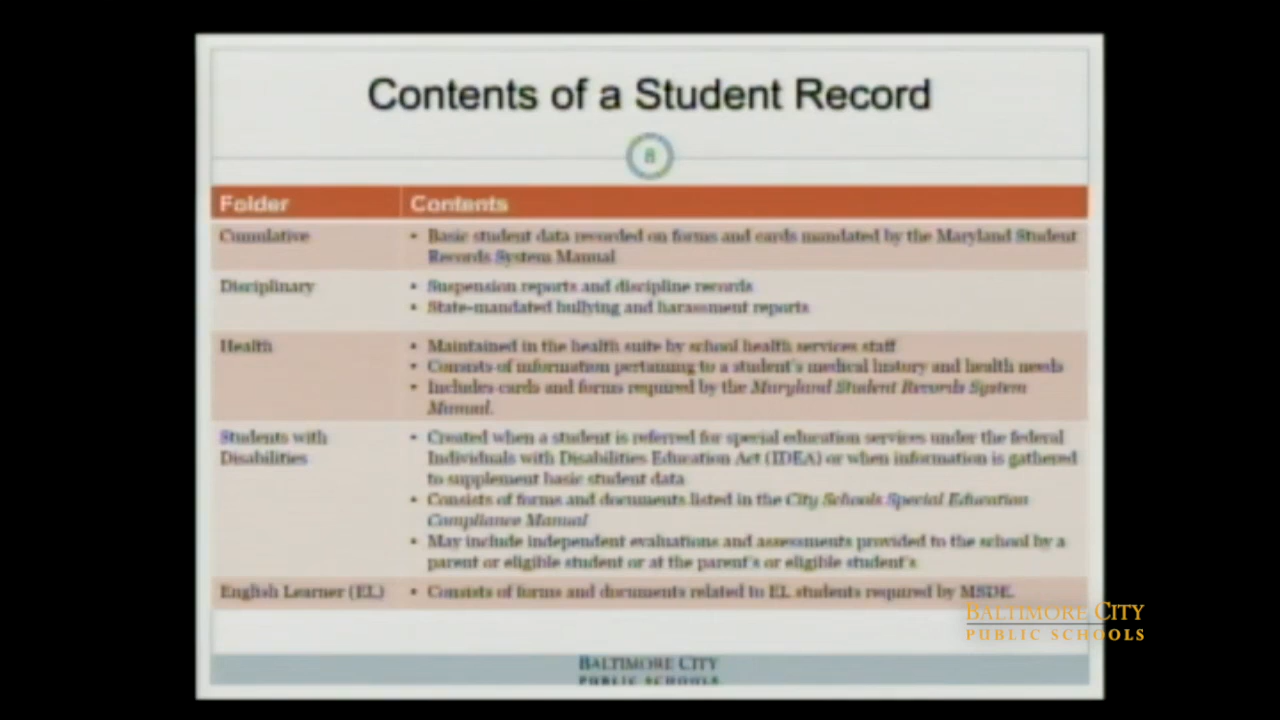 Contents of a Student Record
8
Folder Contents
Cumulative • Basic student data recorded on forms and cards mandated by the Maryland Student
Records System Manual
Disciplinary • Suspension reports and discipline records
• State-mandated bullying and harassment reports
Health • Maintained in the health suite by school health services staff
• Consists of information pertaining to a student's medical history and health needs
• Includes cards and forms required by the Maryland Student Records System
Manual.
Students with • Created when a student is referred for special education services under the federal
Disabilities Individuals with Disabilities Education Act (IDEA) or when information is gathered
to supplement basic student data
• Consists of forms and documents listed in the City Schools Special Education
Compliance Manual
• May include independent evaluations and assessments provided to the school by a
parent or eligible student or at the parent's or eligible student's
English Learner (EL) • Consists of forms and documents related to EL students required by MSDE.
BALTIMORE CITY
PUBLIC SCHOOLS
BALTIMORE CITY
PUBLIC SCHOOLS